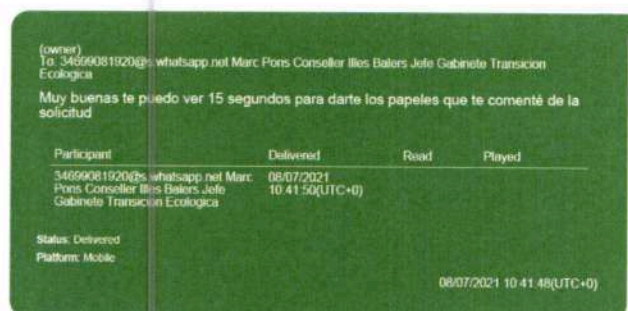 (owner)
To: 34699081920@s.whatsapp.net Marc Pons Conseller Illes Balers Jefe Gabinete Transicion
Ecologica
Muy buenas te puedo ver 15 segundos para darte los papeles que te comenté de la
solicitud
Participant Delivered Read Played
34699081920@s.whatsapp.net Marc 08/07/2021
Pons Conseller Illes Balers Jefe 10:41:50(UTC+0)
Gabinete Transicion Ecologica
Status: Delivered
Platform: Mobile
08/07/2021 10:41:48(UTC+0)